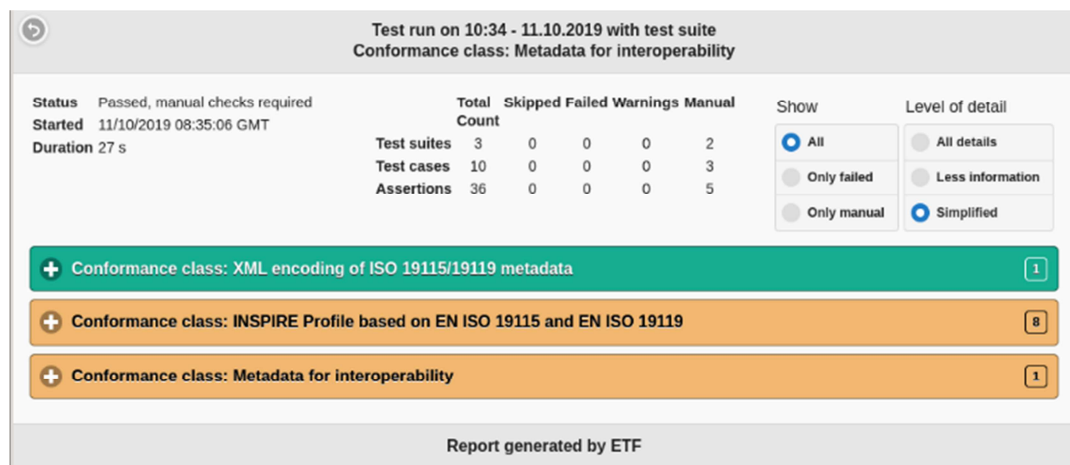 Test run on 10:34 - 11.10.2019 with test suite
Conformance class: Metadata for interoperability
Status Passed, manual checks required
Started 11/10/2019 08:35:06 GMT
Duration 27 s
Total Count Skipped Failed Warnings Manual
Test suites 3 0 0 0 2
Test cases 10 0 0 0 3
Assertions 36 0 0 0 5
Show
All
Only failed
Only manual
Level of detail
All details
Less information
Simplified
Conformance class: XML encoding of ISO 19115/19119 metadata 1
Conformance class: INSPIRE Profile based on EN ISO 19115 and EN ISO 19119 8
Conformance class: Metadata for interoperability 1
Report generated by ETF